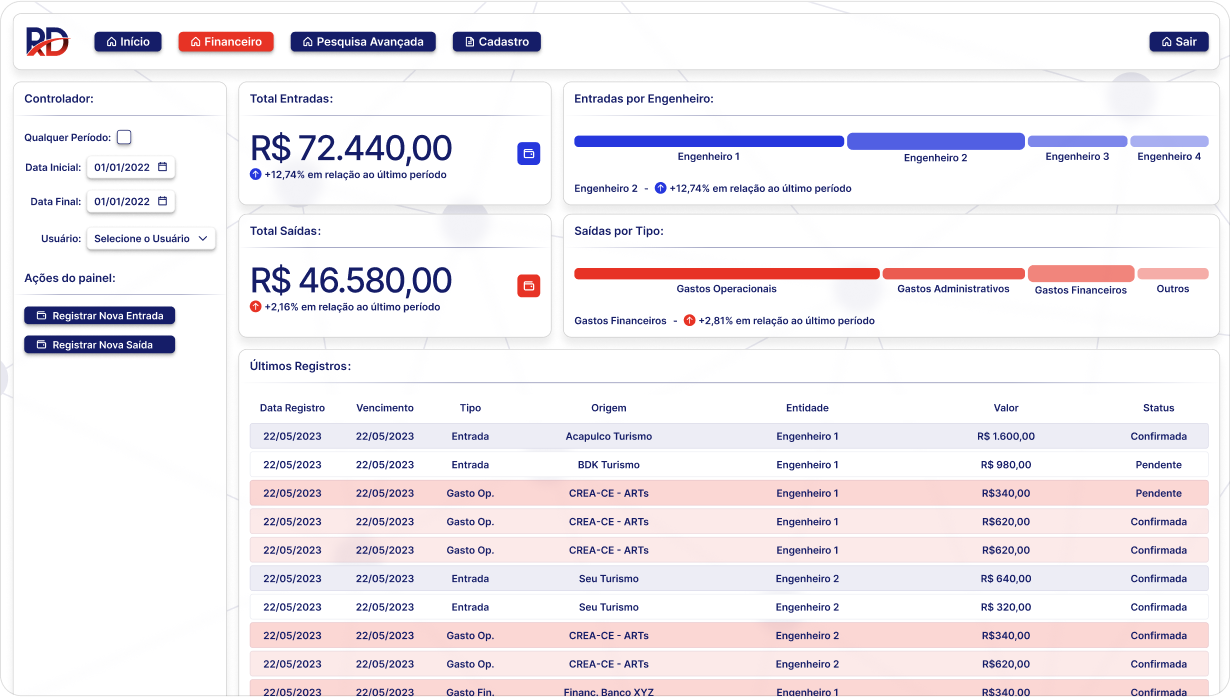 RD
Início
Financeiro
Pesquisa Avançada
Cadastro
Sair
Controlador:
Qualquer Período:
Data Inicial: 01/01/2022
Data Final: 01/01/2022
Usuário: Selecione o Usuário
Ações do painel:
Registrar Nova Entrada
Registrar Nova Saída
Total Entradas:
R$ 72.440,00
+12,74% em relação ao último período
Entradas por Engenheiro:
Engenheiro 1 Engenheiro 2 Engenheiro 3 Engenheiro 4
Engenheiro 2 - +12,74% em relação ao último período
Total Saídas:
R$ 46.580,00
+2,16% em relação ao último período
Saídas por Tipo:
Gastos Operacionais Gastos Administrativos Gastos Financeiros Outros
Gastos Financeiros - +2,81% em relação ao último período
Últimos Registros:
Data Registro Vencimento Tipo Origem Entidade Valor Status
22/05/2023 22/05/2023 Entrada Acapulco Turismo Engenheiro 1 R$ 1.600,00 Confirmada
22/05/2023 22/05/2023 Entrada BDK Turismo Engenheiro 1 R$ 980,00 Pendente
22/05/2023 22/05/2023 Gasto Op. CREA-CE - ARTs Engenheiro 1 R$340,00 Pendente
22/05/2023 22/05/2023 Gasto Op. CREA-CE - ARTs Engenheiro 1 R$620,00 Confirmada
22/05/2023 22/05/2023 Gasto Op. CREA-CE - ARTs Engenheiro 1 R$620,00 Confirmada
22/05/2023 22/05/2023 Entrada Seu Turismo Engenheiro 2 R$ 640,00 Confirmada
22/05/2023 22/05/2023 Entrada Seu Turismo Engenheiro 2 R$ 320,00 Confirmada
22/05/2023 22/05/2023 Gasto Op. CREA-CE - ARTs Engenheiro 2 R$340,00 Confirmada
22/05/2023 22/05/2023 Gasto Op. CREA-CE - ARTs Engenheiro 2 R$620,00 Confirmada
22/05/2023 22/05/2023 Gasto Fin. Financ. Banco XYZ Engenheiro 1 R$340,00 Confirmada